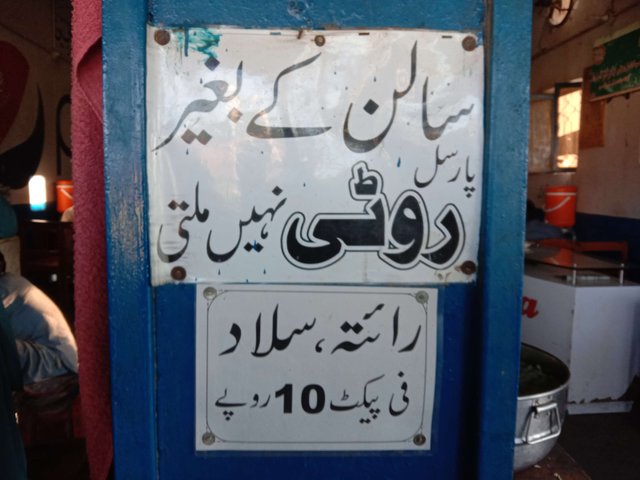 سالن کے بغیر
پارسل
روٹی نہیں ملتی
رائتہ، سلاد
فی پیکٹ 10 روپے